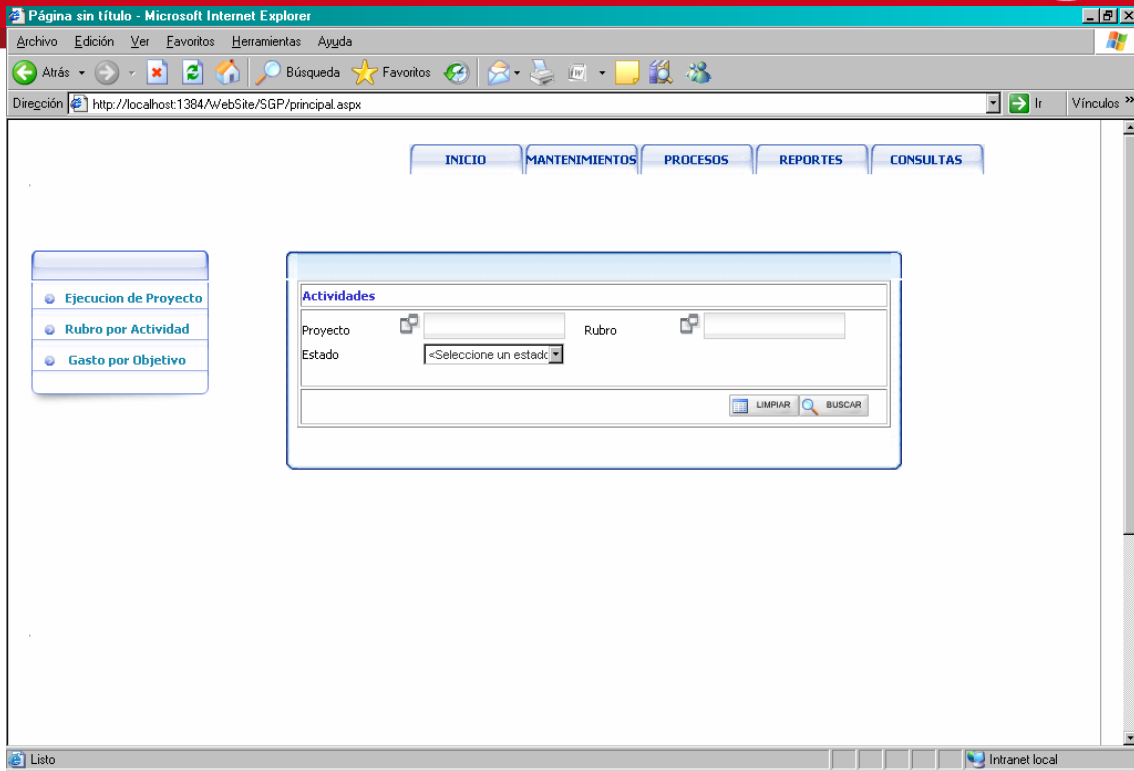 Página sin título - Microsoft Internet Explorer
Archivo Edición Ver Favoritos Herramientas Ayuda
Atrás Búsqueda Favoritos
Dirección http://localhost:1384/WebSite/SGP/principal.aspx Ir Vínculos »
INICIO MANTENIMIENTOS PROCESOS REPORTES CONSULTAS
Ejecucion de Proyecto
Rubro por Actividad
Gasto por Objetivo
Actividades
Proyecto Rubro
Estado <Seleccione un estado
LIMPIAR BUSCAR
Listo Intranet local